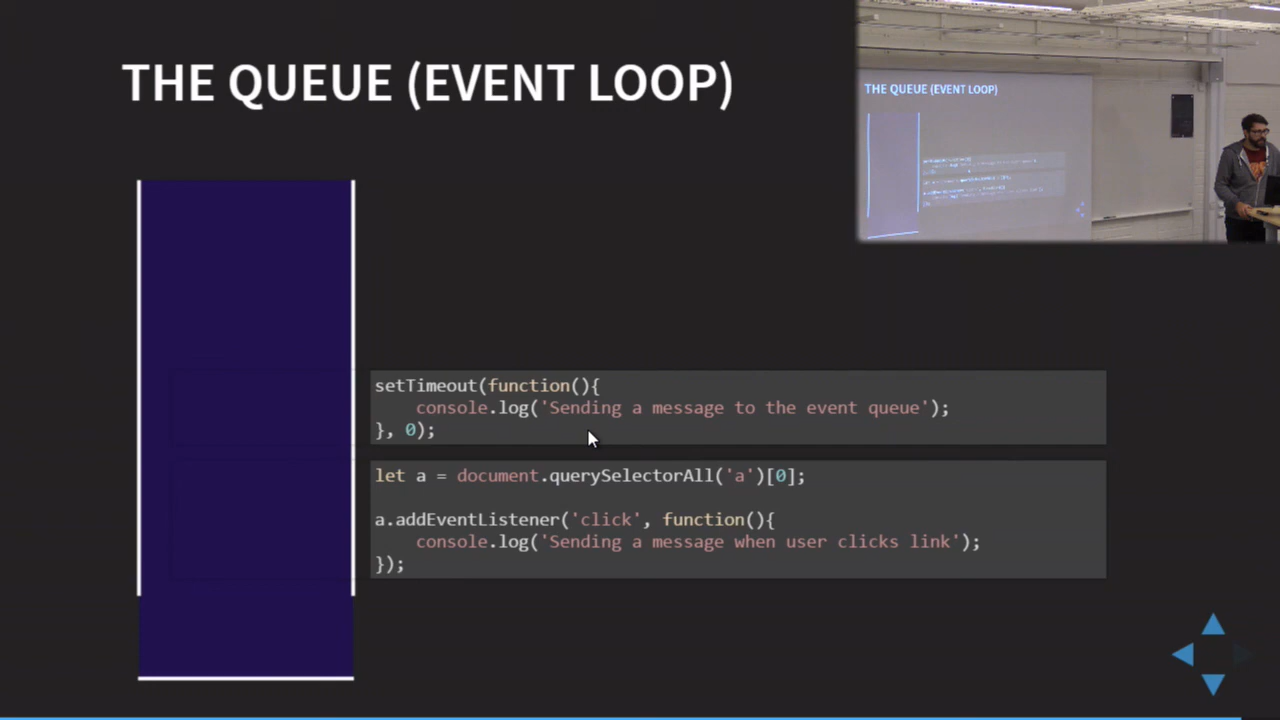 THE QUEUE (EVENT LOOP)
THE QUEUE (EVENT LOOP)
setTimeout(function(){
    console.log('Sending a message to the event queue');
}, 0);
let a = document.querySelectorAll('a')[0];
a.addEventListener('click', function(){
    console.log('Sending a message when user clicks link');
});